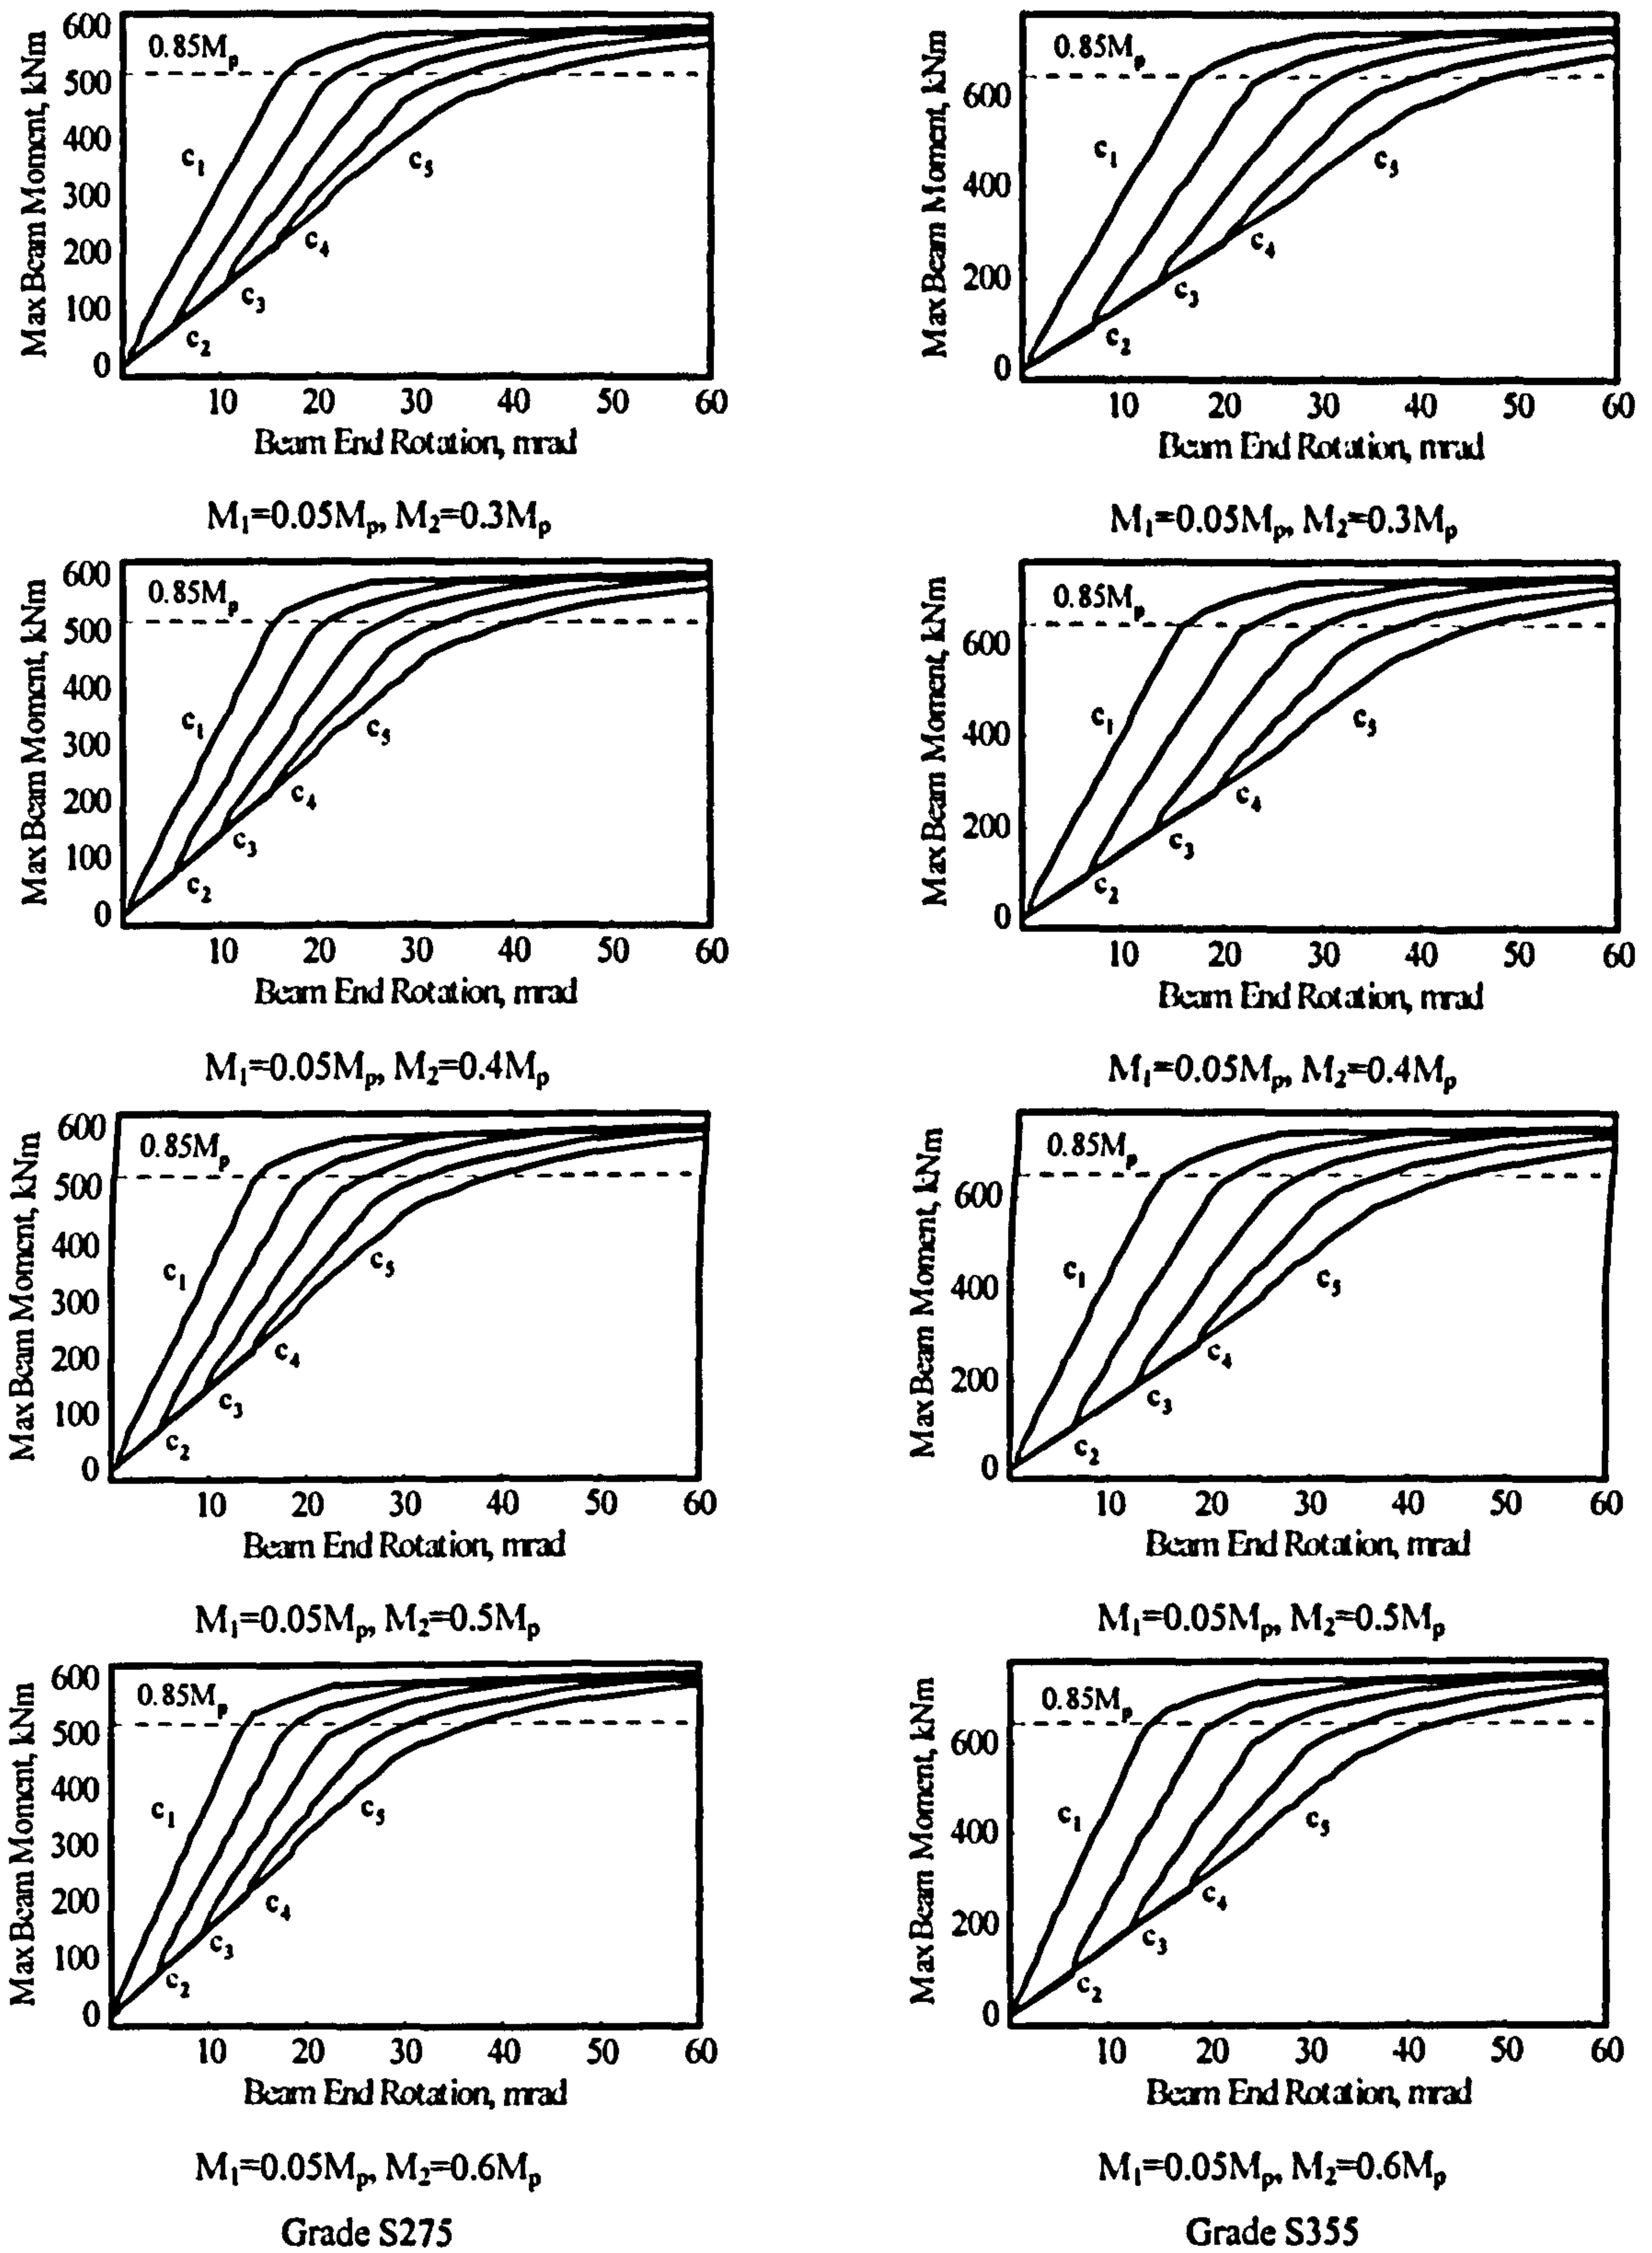 600
500
400
300
200
100
0
Max Beam Moment, kNm
0.85Mp
c1
c2
c3
c4
c5
10 20 30 40 50 60
Beam End Rotation, mrad
M1=0.05Mp, M2=0.3Mp
600
400
200
0
Max Beam Moment, kNm
0.85Mp
c1
c2
c3
c4
c5
10 20 30 40 50 60
Beam End Rotation, mrad
M1=0.05Mp, M2=0.3Mp
600
500
400
300
200
100
0
Max Beam Moment, kNm
0.85Mp
c1
c2
c3
c4
c5
10 20 30 40 50 60
Beam End Rotation, mrad
M1=0.05Mp, M2=0.4Mp
600
400
200
0
Max Beam Moment, kNm
0.85Mp
c1
c2
c3
c4
c5
10 20 30 40 50 60
Beam End Rotation, mrad
M1=0.05Mp, M2=0.4Mp
600
500
400
300
200
100
0
Max Beam Moment, kNm
0.85Mp
c1
c2
c3
c4
c5
10 20 30 40 50 60
Beam End Rotation, mrad
M1=0.05Mp, M2=0.5Mp
600
400
200
0
Max Beam Moment, kNm
0.85Mp
c1
c2
c3
c4
c5
10 20 30 40 50 60
Beam End Rotation, mrad
M1=0.05Mp, M2=0.5Mp
600
500
400
300
200
100
0
Max Beam Moment, kNm
0.85Mp
c1
c2
c3
c4
c5
10 20 30 40 50 60
Beam End Rotation, mrad
M1=0.05Mp, M2=0.6Mp
Grade S275
600
400
200
0
Max Beam Moment, kNm
0.85Mp
c1
c2
c3
c4
c5
10 20 30 40 50 60
Beam End Rotation, mrad
M1=0.05Mp, M2=0.6Mp
Grade S355